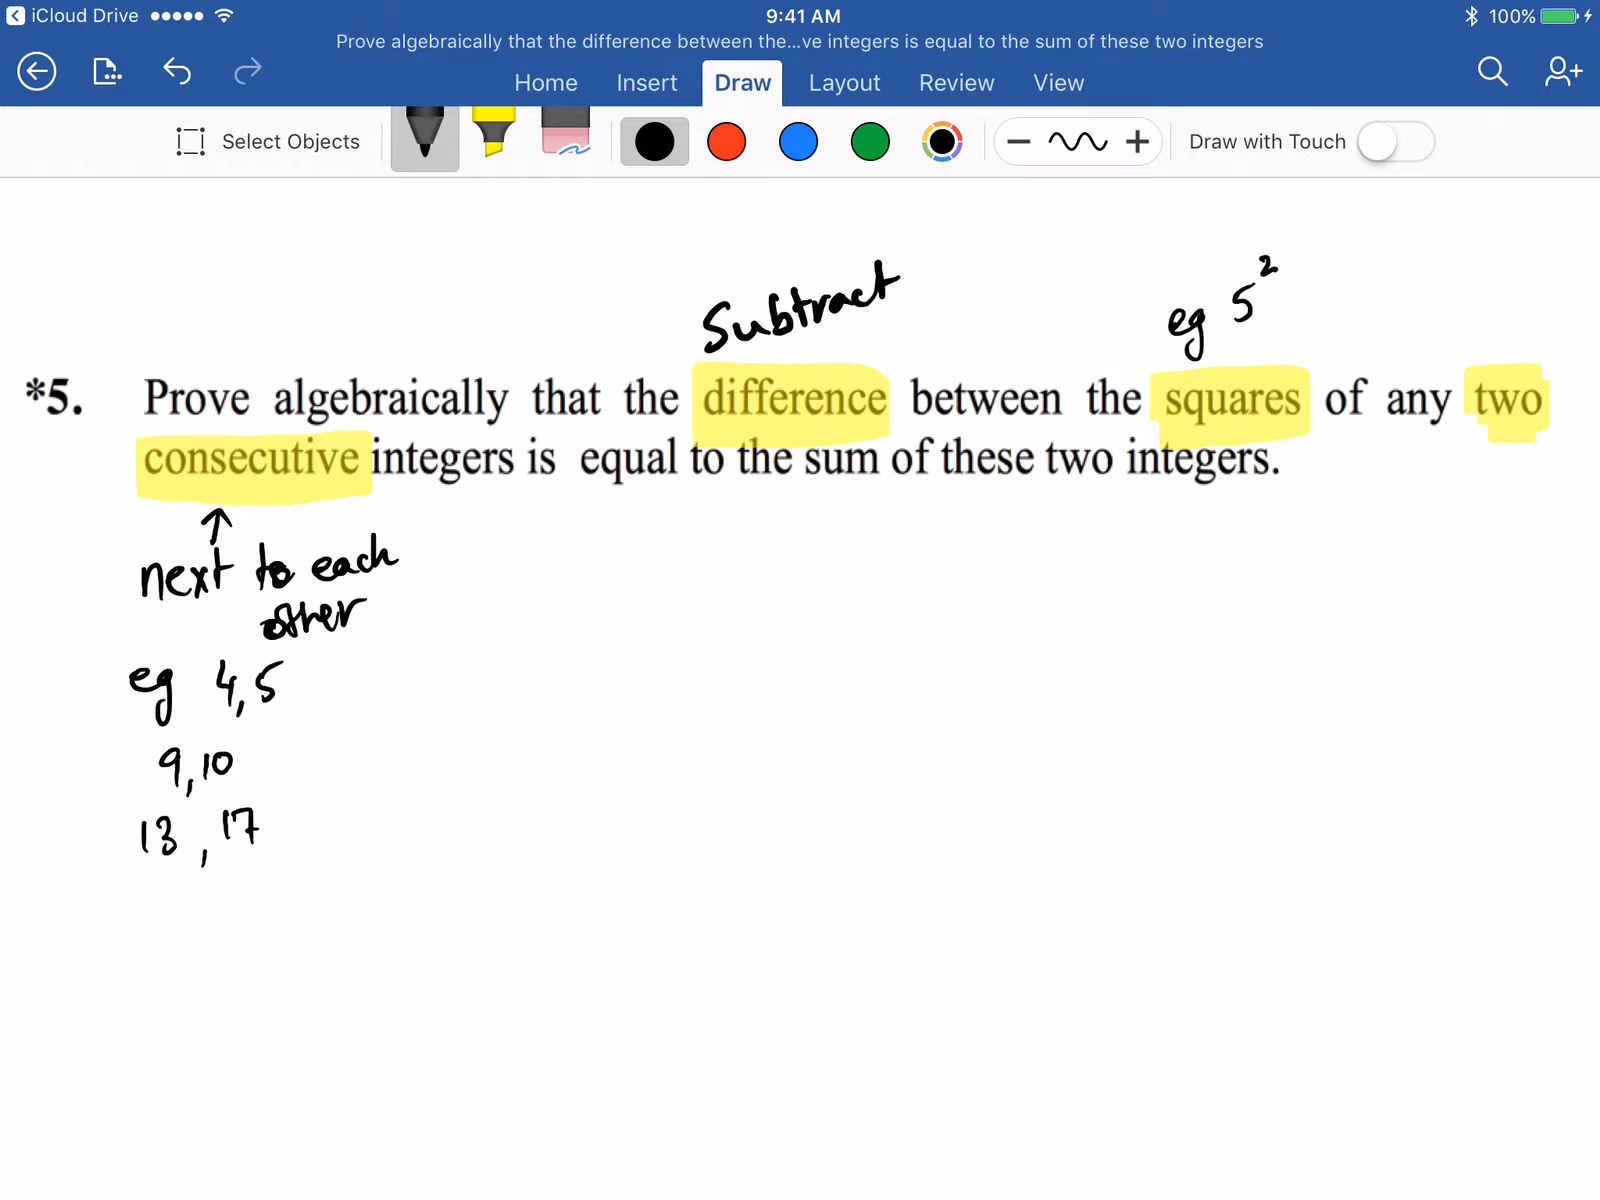 iCloud Drive
9:41 AM
100%
Prove algebraically that the difference between the...ve integers is equal to the sum of these two integers
Home Insert Draw Layout Review View
Select Objects
Draw with Touch
Subtract
eg 5²
*5. Prove algebraically that the difference between the squares of any two
consecutive integers is equal to the sum of these two integers.
next to each
other
eg 4,5
9,10
13 , 17